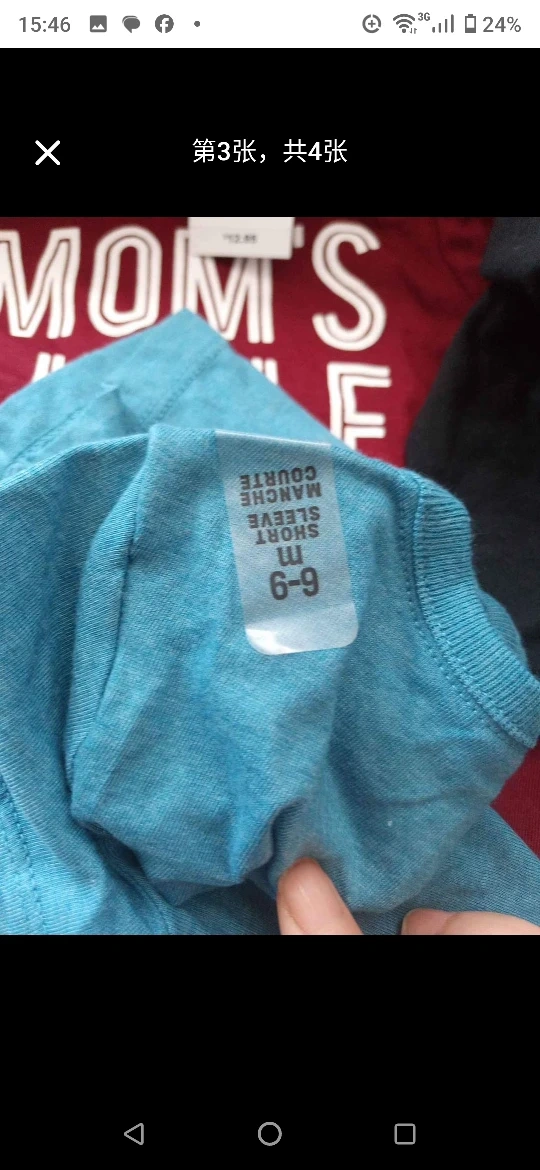 15:46
3G
24%
第3张，共4张
MOM'S
6-9
m
SHORT
SLEEVE
MANCHE
COURTE